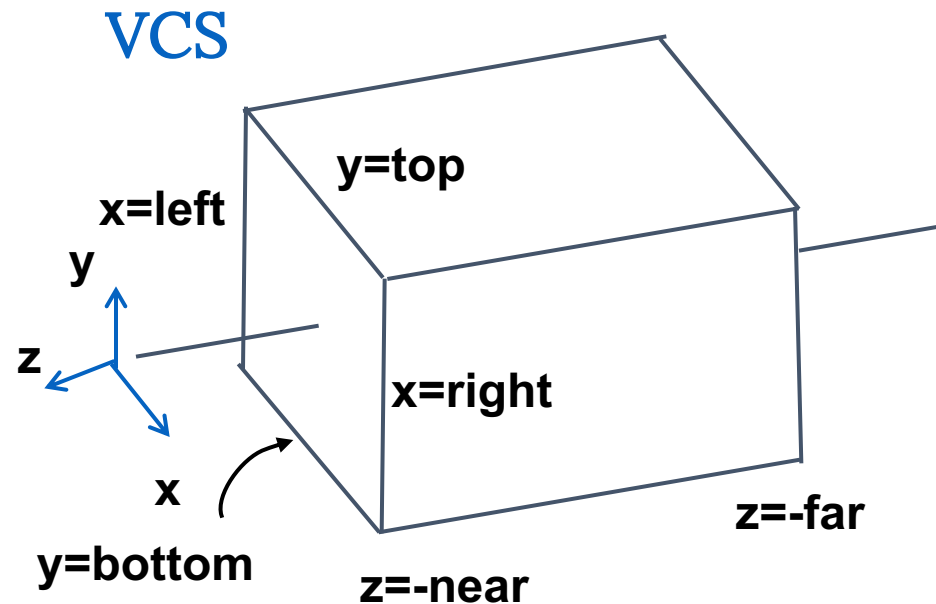 VCS
y=top
x=left
y
z
x=right
x
z=-far
y=bottom
z=-near